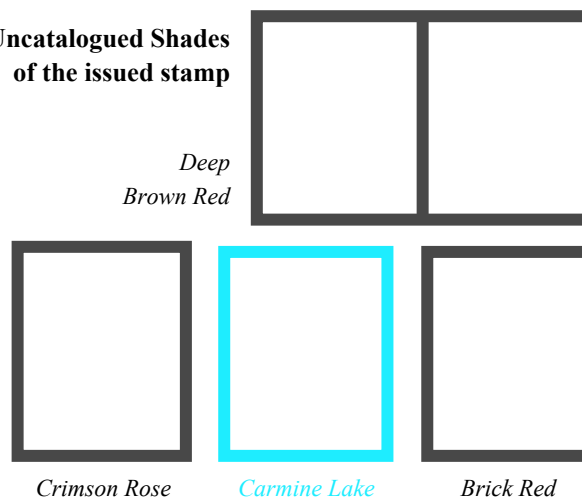 Uncatalogued Shades
of the issued stamp
Deep
Brown Red
Crimson Rose
Carmine Lake
Brick Red